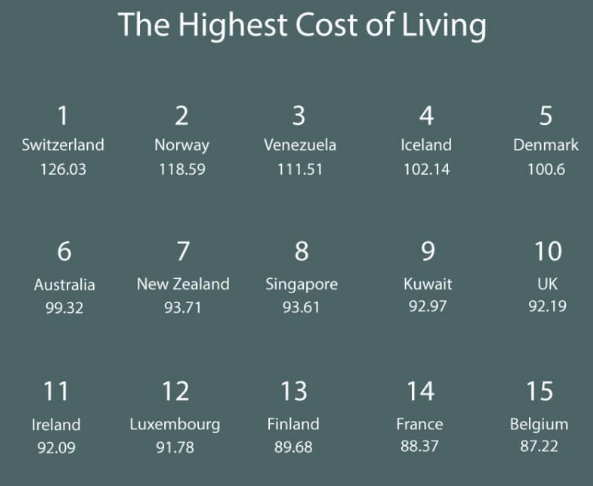 The Highest Cost of Living
1 2 3 4 5
Switzerland Norway Venezuela Iceland Denmark
126.03 118.59 111.51 102.14 100.6
6 7 8 9 10
Australia New Zealand Singapore Kuwait UK
99.32 93.71 93.61 92.97 92.19
11 12 13 14 15
Ireland Luxembourg Finland France Belgium
92.09 91.78 89.68 88.37 87.22